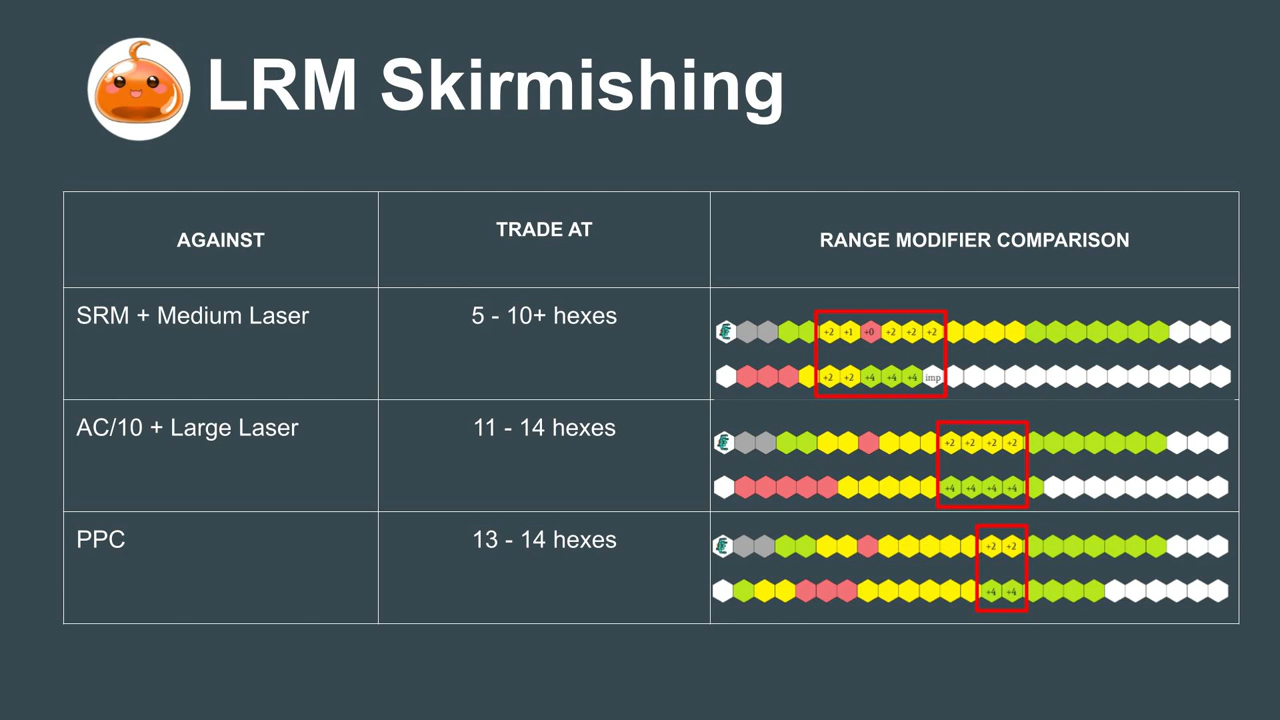 LRM Skirmishing
AGAINST
TRADE AT
RANGE MODIFIER COMPARISON
SRM + Medium Laser
5 - 10+ hexes
+2 +1 +0 +2 +2 +2
+2 +2 +4 +4 +4 imp
AC/10 + Large Laser
11 - 14 hexes
+2 +2 +2 +2
+4 +4 +4 +4
PPC
13 - 14 hexes
+2 +2
+4 +4